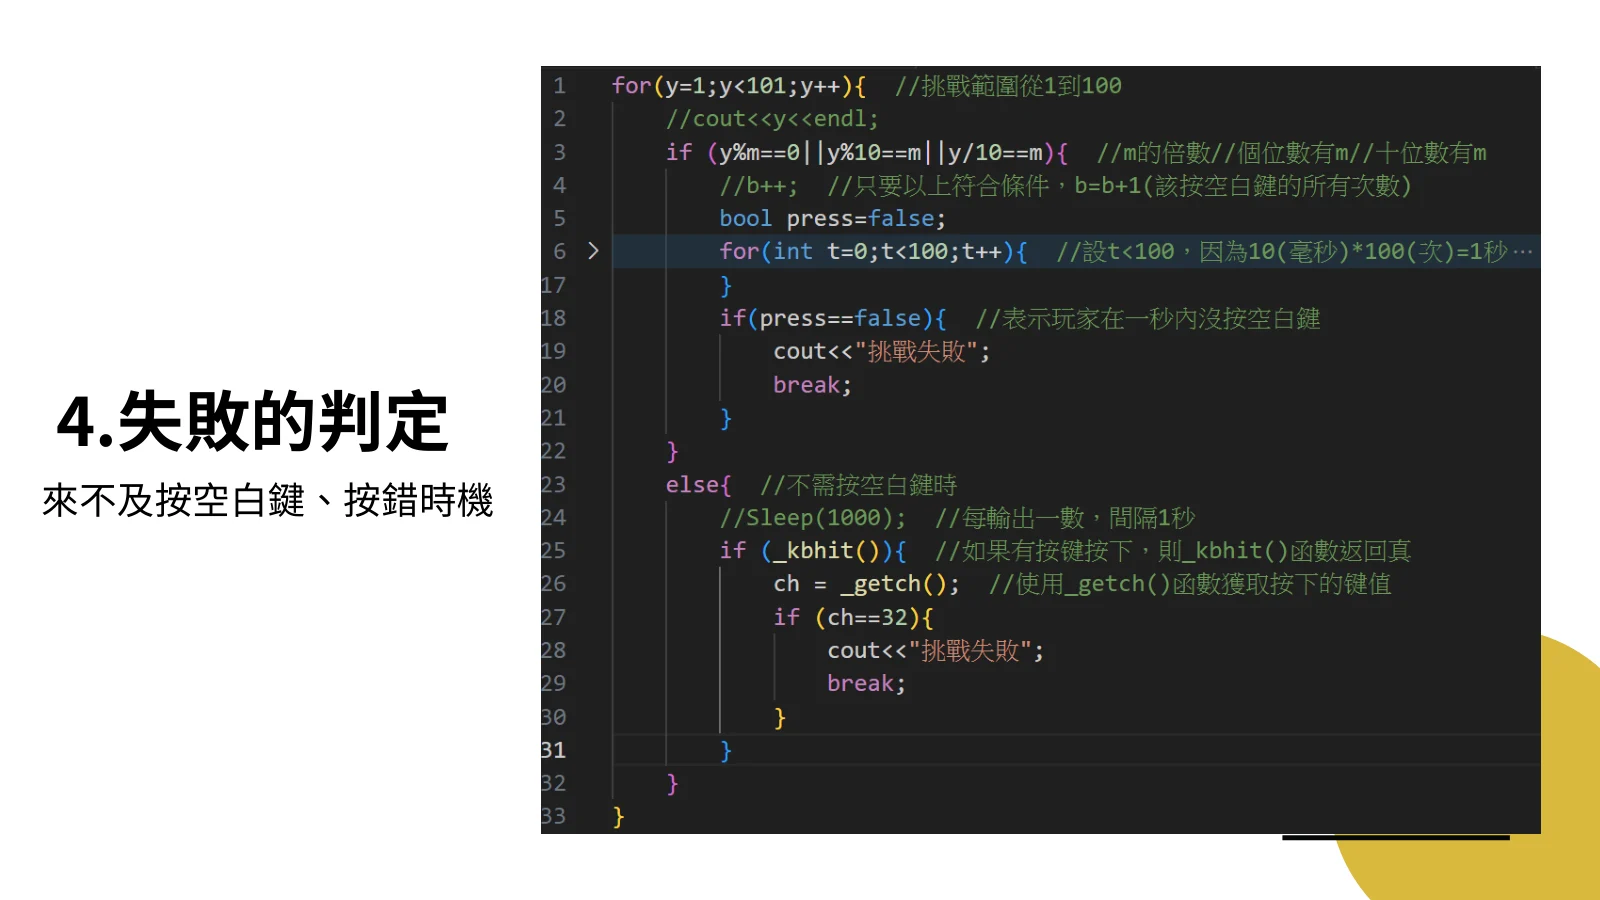 4.失敗的判定
來不及按空白鍵、按錯時機
1 for(y=1;y<101;y++){ //挑戰範圍從1到100
2 //cout<<y<<endl;
3 if (y%m==0||y%10==m||y/10==m){ //m的倍數//個位數有m//十位數有m
4 //b++; //只要以上符合條件，b=b+1(該按空白鍵的所有次數)
5 bool press=false;
6 for(int t=0;t<100;t++){ //設t<100，因為10(毫秒)*100(次)=1秒…
17 }
18 if(press==false){ //表示玩家在一秒內沒按空白鍵
19 cout<<"挑戰失敗";
20 break;
21 }
22 }
23 else{ //不需按空白鍵時
24 //Sleep(1000); //每輸出一數，間隔1秒
25 if (_kbhit()){ //如果有按键按下，則_kbhit()函數返回真
26 ch = _getch(); //使用_getch()函數獲取按下的键值
27 if (ch==32){
28 cout<<"挑戰失敗";
29 break;
30 }
31 }
32 }
33 }